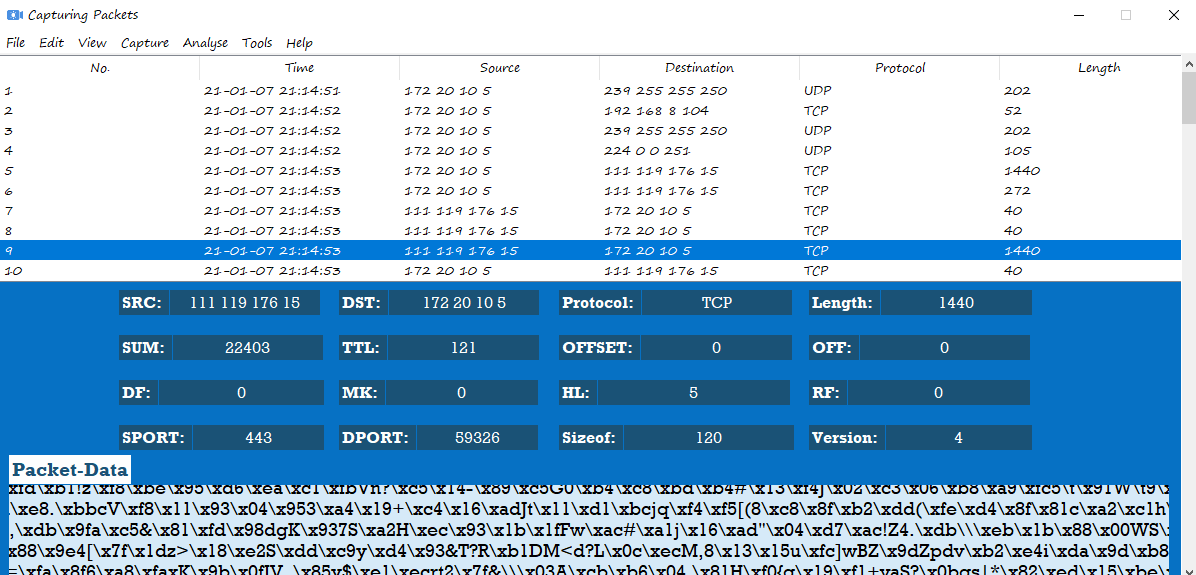 Capturing Packets
File Edit View Capture Analyse Tools Help
No. Time Source Destination Protocol Length
1 21-01-07 21:14:51 172 20 10 5 239 255 255 250 UDP 202
2 21-01-07 21:14:52 172 20 10 5 192 168 8 104 TCP 52
3 21-01-07 21:14:52 172 20 10 5 239 255 255 250 UDP 202
4 21-01-07 21:14:52 172 20 10 5 224 0 0 251 UDP 105
5 21-01-07 21:14:53 172 20 10 5 111 119 176 15 TCP 1440
6 21-01-07 21:14:53 172 20 10 5 111 119 176 15 TCP 272
7 21-01-07 21:14:53 111 119 176 15 172 20 10 5 TCP 40
8 21-01-07 21:14:53 111 119 176 15 172 20 10 5 TCP 40
9 21-01-07 21:14:53 111 119 176 15 172 20 10 5 TCP 1440
10 21-01-07 21:14:53 172 20 10 5 111 119 176 15 TCP 40
SRC: 111 119 176 15 DST: 172 20 10 5 Protocol: TCP Length: 1440
SUM: 22403 TTL: 121 OFFSET: 0 OFF: 0
DF: 0 MK: 0 HL: 5 RF: 0
SPORT: 443 DPORT: 59326 Sizeof: 120 Version: 4
Packet-Data
.\xe8.\xbbcV\xf8\x11\x93\x04\x953\xa4\x19+\xc4\x16\xadJt\x11\xd1\xbcjq\xf4\xf5[(8\xc8\x8f\xb2\xdd(\xfe\xd4\x8f\x81c\xa2\xc1h\
,\xdb\x9fa\xc5&\x81\xfd\x98dgK\x937S\xa2H\xec\x93\x1b\x1fFw\xac#\xa1j\x16\xad"\x04\xd7\xac!Z4.\xdb\\\xeb\x1b\x88\x00WS\
x88\x9e4[\x7f\x1dz>\x18\xe2S\xdd\xc9y\xd4\x93&T?R\xb1DM<d?L\x0c\xecM,8\x13\x15u\xfc]wBZ\x9dZpdv\xb2\xe4i\xda\x9d\xb8